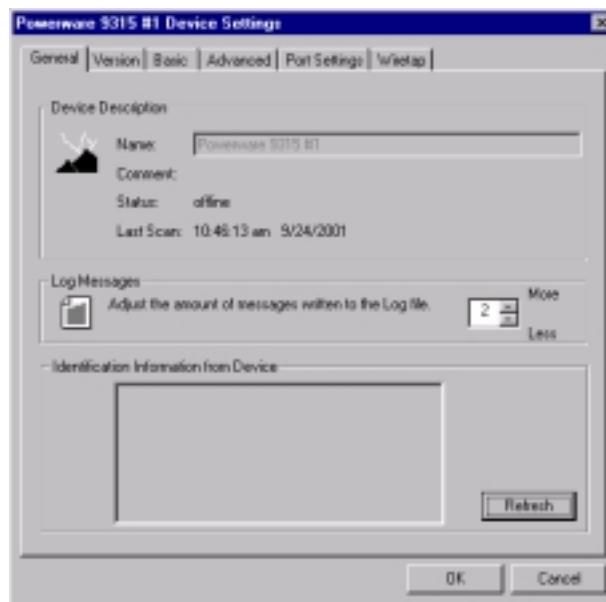 Powerware 9315 #1 Device Settings
General Version Basic Advanced Port Settings Wiretap
Device Description
Name: Powerware 9315 #1
Comment:
Status: offline
Last Scan: 10:46:13 am 9/24/2001
Log Messages
Adjust the amount of messages written to the Log file.
2
More
Less
Identification Information from Device
Refresh
OK Cancel